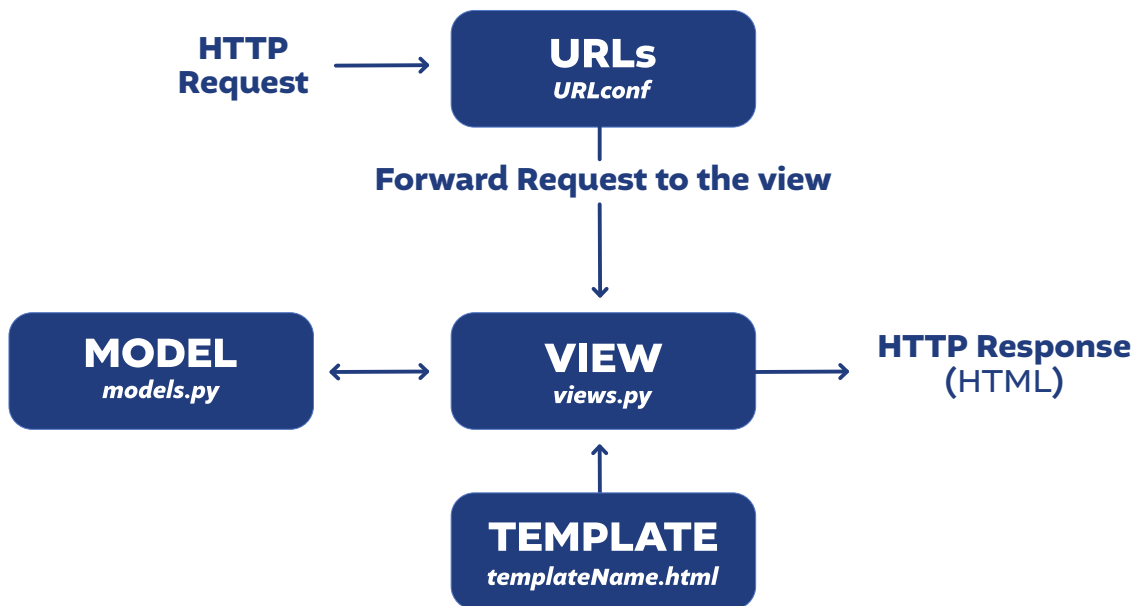 HTTP
Request
URLs
URLconf
Forward Request to the view
MODEL
models.py
VIEW
views.py
HTTP Response
(HTML)
TEMPLATE
templateName.html